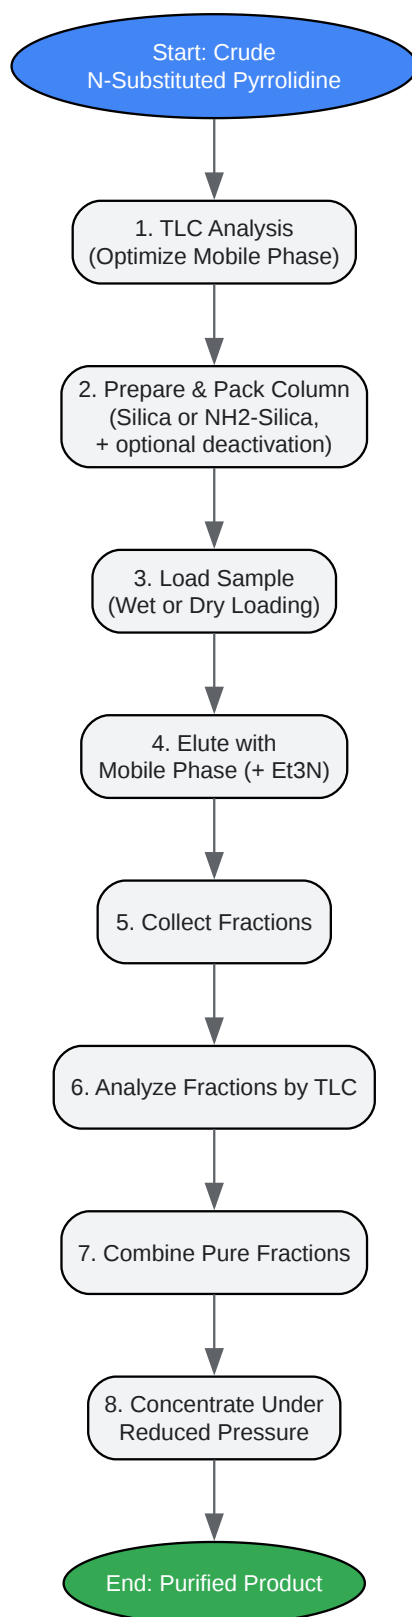 Start: Crude
N-Substituted Pyrrolidine
1. TLC Analysis
(Optimize Mobile Phase)
2. Prepare & Pack Column
(Silica or NH2-Silica,
+ optional deactivation)
3. Load Sample
(Wet or Dry Loading)
4. Elute with
Mobile Phase (+ Et3N)
5. Collect Fractions
6. Analyze Fractions by TLC
7. Combine Pure Fractions
8. Concentrate Under
Reduced Pressure
End: Purified Product